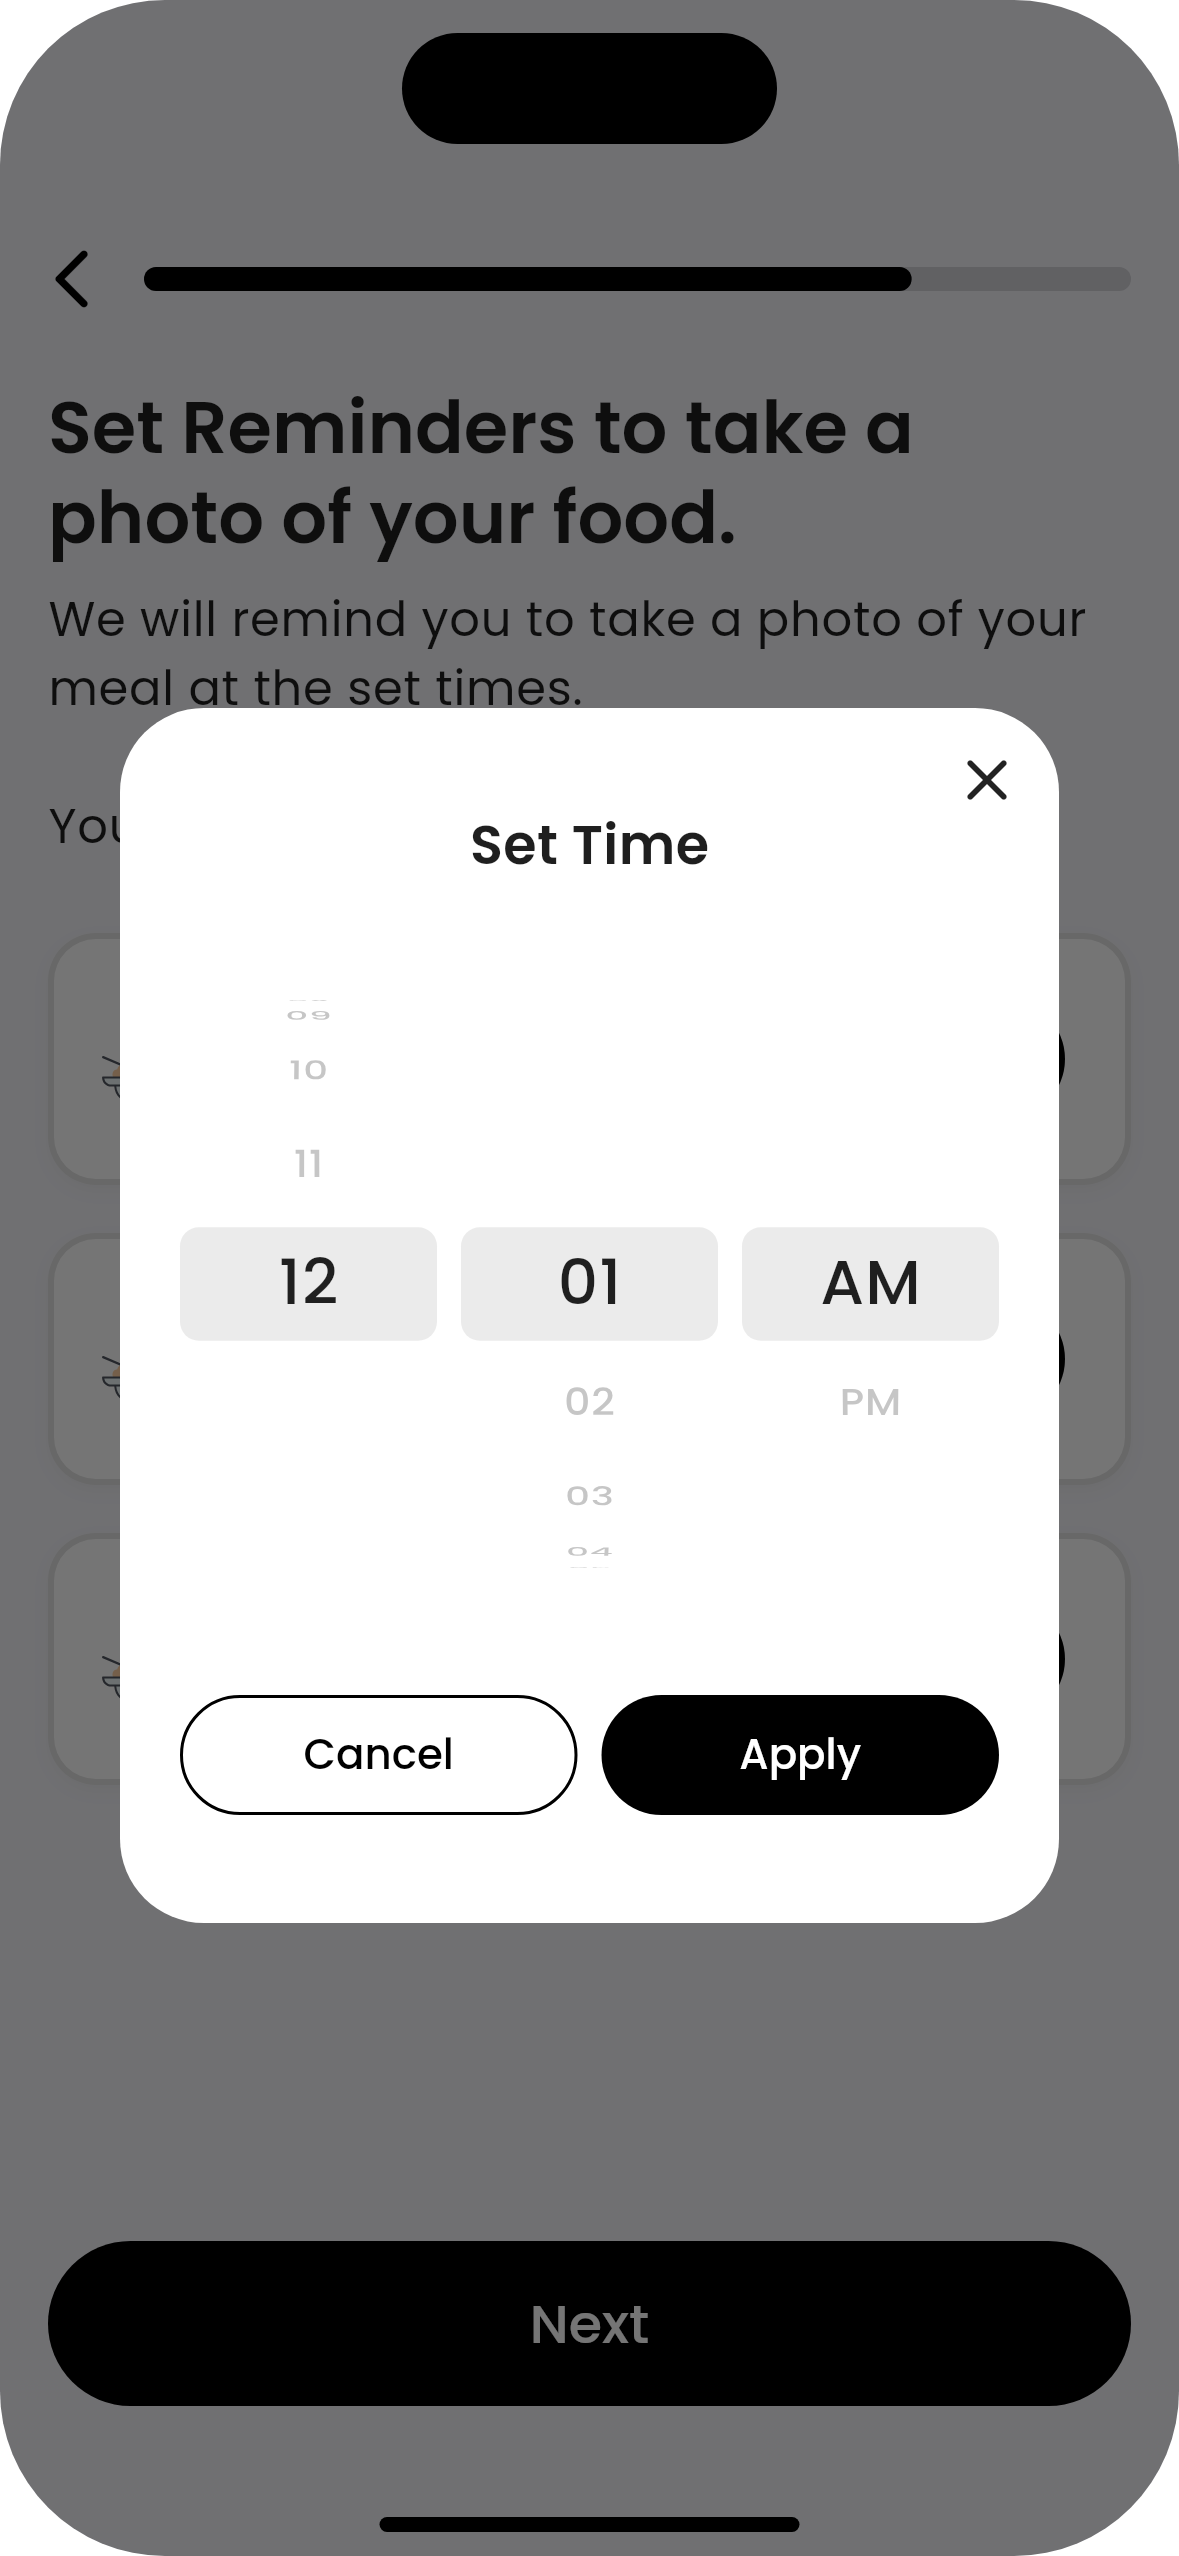 Set Reminders to take a
photo of your food.
We will remind you to take a photo of your
meal at the set times.
Set Time
09
10
11
12 01 AM
02 PM
03
04
Cancel Apply
Next